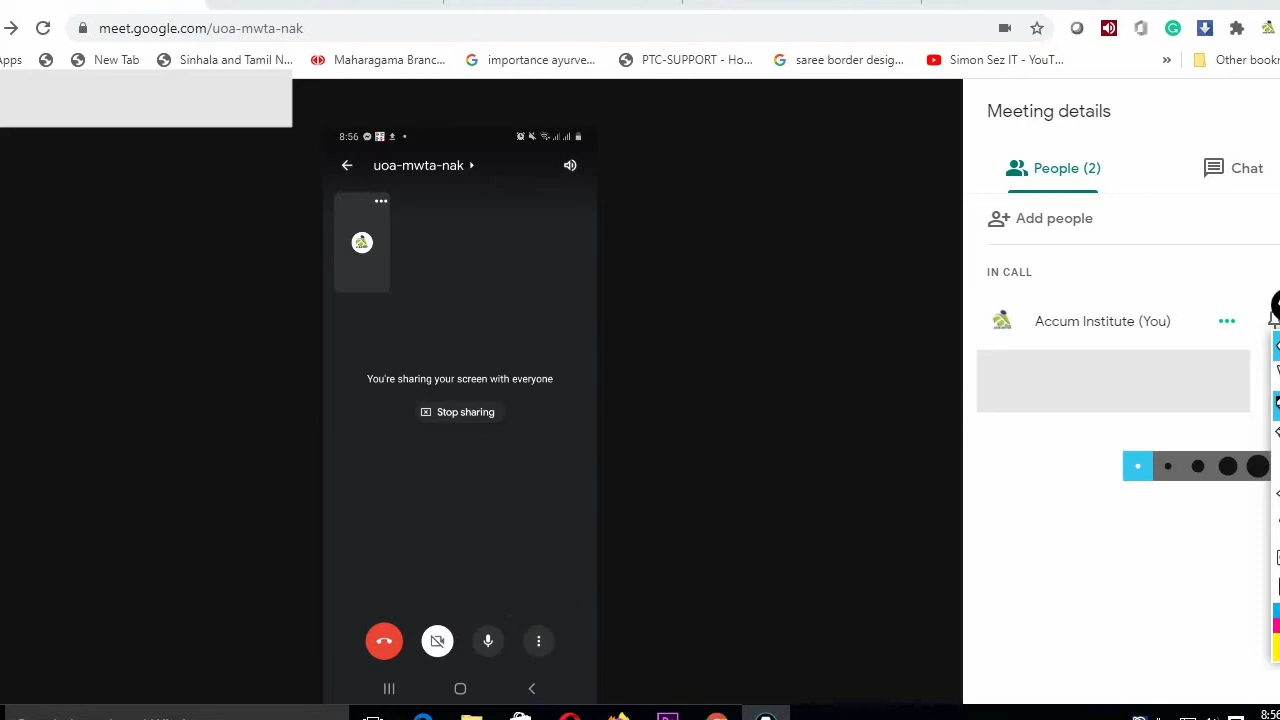 meet.google.com/uoa-mwta-nak
Apps New Tab Sinhala and Tamil N... Maharagama Branc... importance ayurve... PTC-SUPPORT - Ho... saree border desig... Simon Sez IT - YouT... » Other book
8:56
uoa-mwta-nak
You're sharing your screen with everyone
Stop sharing
Meeting details
People (2) Chat
Add people
IN CALL
Accum Institute (You)
8:56